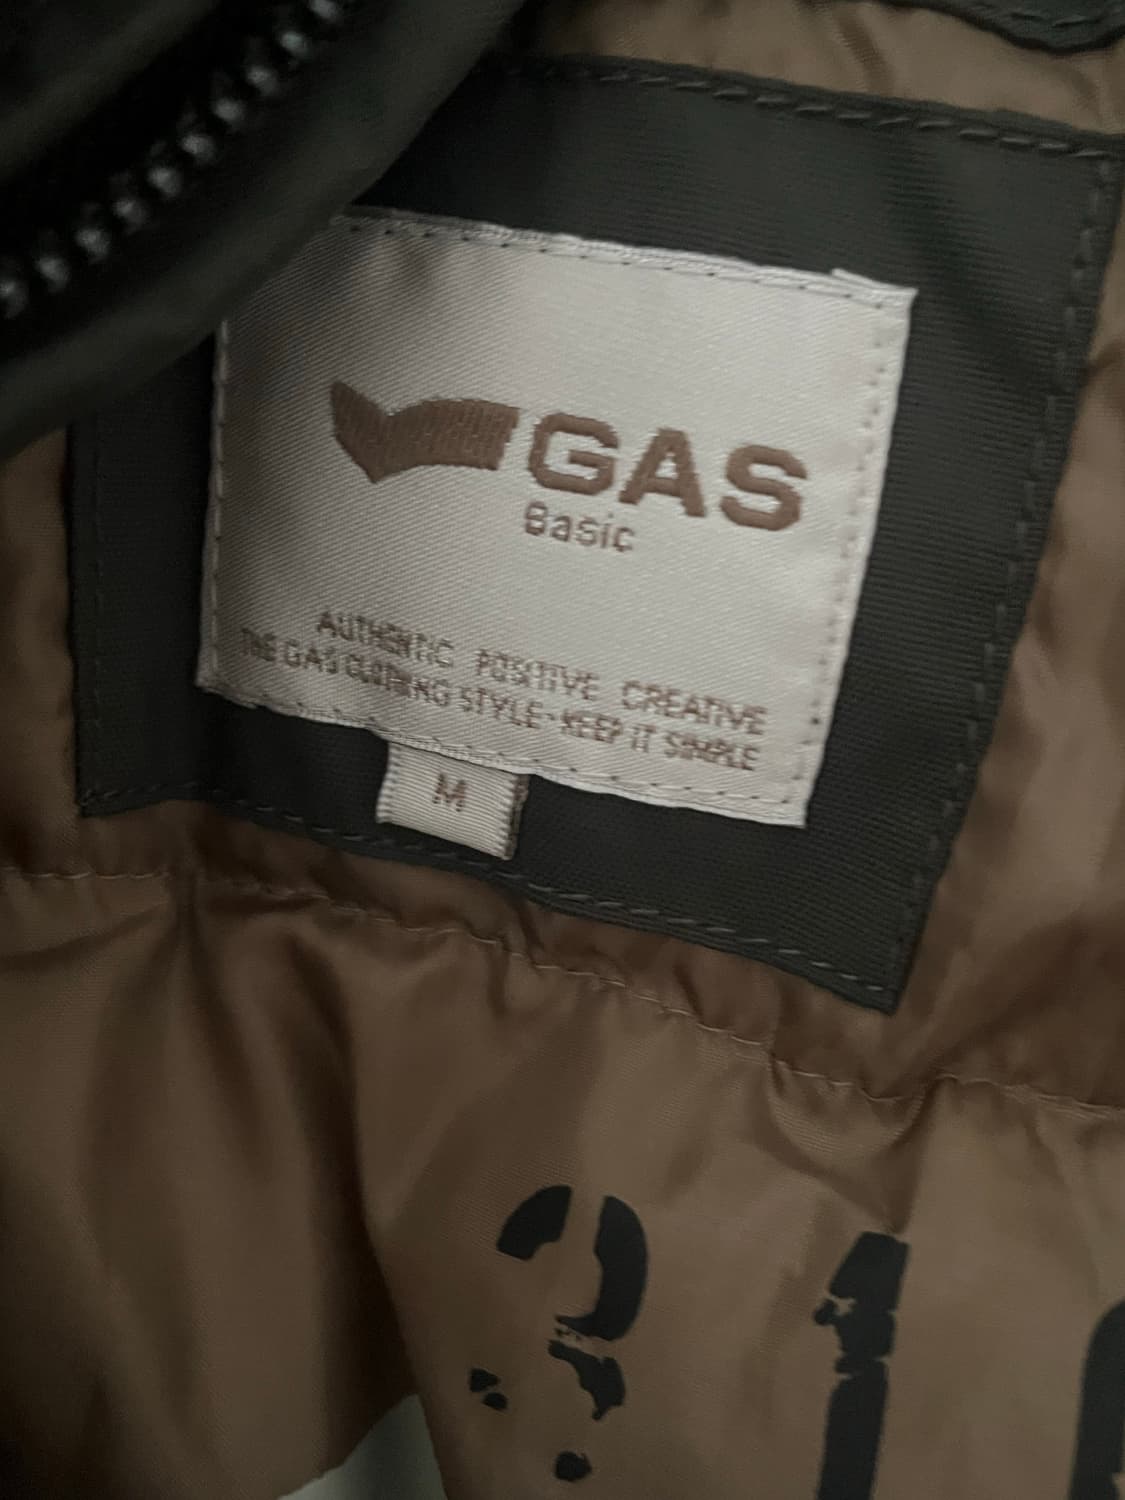 GAS
Basic
AUTHENTIC POSITIVE CREATIVE
THE GAS CLOTHING STYLE - KEEP IT SIMPLE
M